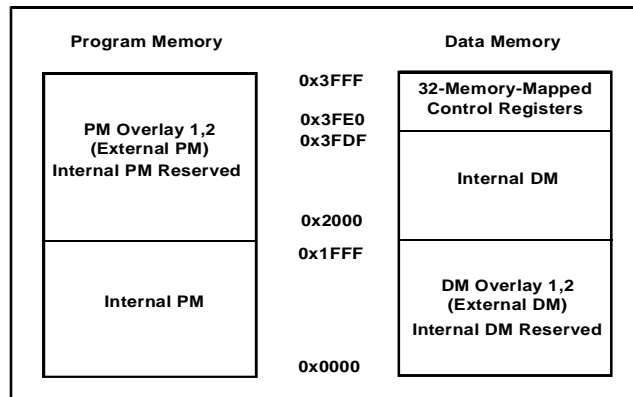 Program Memory
Data Memory
PM Overlay 1,2
(External PM)
Internal PM Reserved
Internal PM
0x3FFF
0x3FE0
0x3FDF
0x2000
0x1FFF
0x0000
32-Memory-Mapped
Control Registers
Internal DM
DM Overlay 1,2
(External DM)
Internal DM Reserved